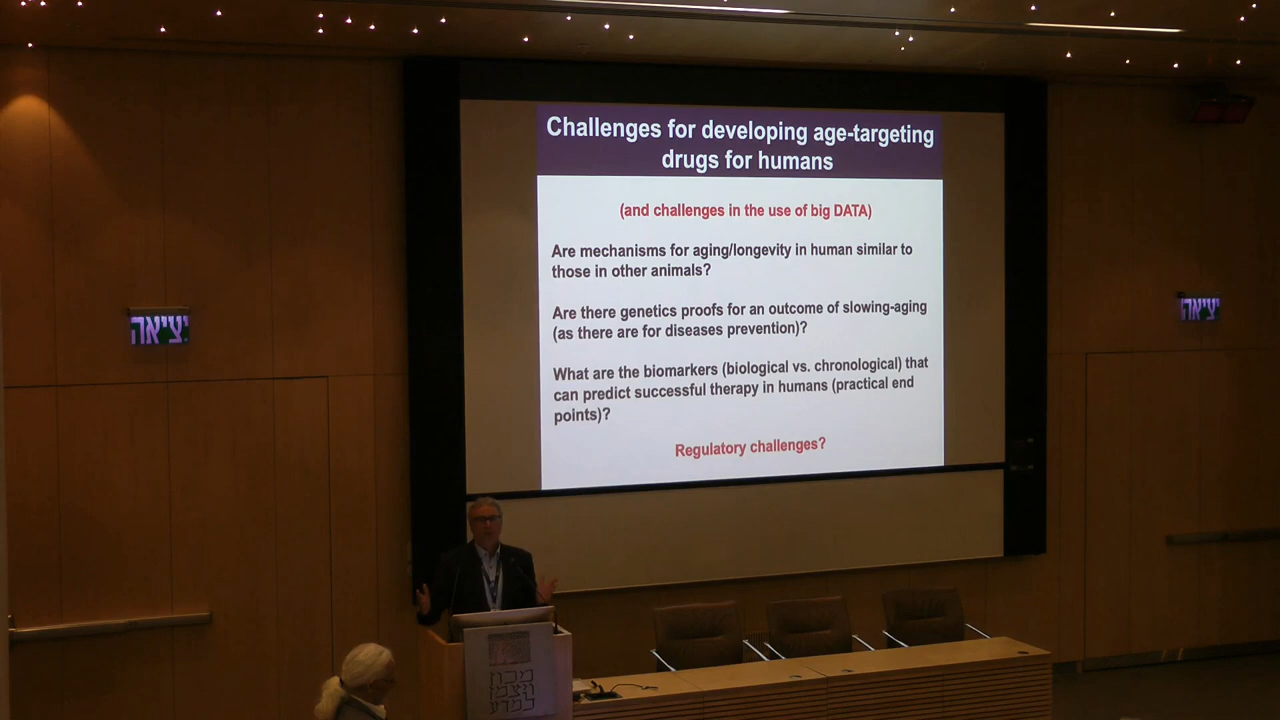 Challenges for developing age-targeting
drugs for humans
(and challenges in the use of big DATA)
Are mechanisms for aging/longevity in human similar to
those in other animals?
Are there genetics proofs for an outcome of slowing-aging
(as there are for diseases prevention)?
What are the biomarkers (biological vs. chronological) that
can predict successful therapy in humans (practical end
points)?
Regulatory challenges?
יציאה
יציאה
מכון
ויצמן
למדע